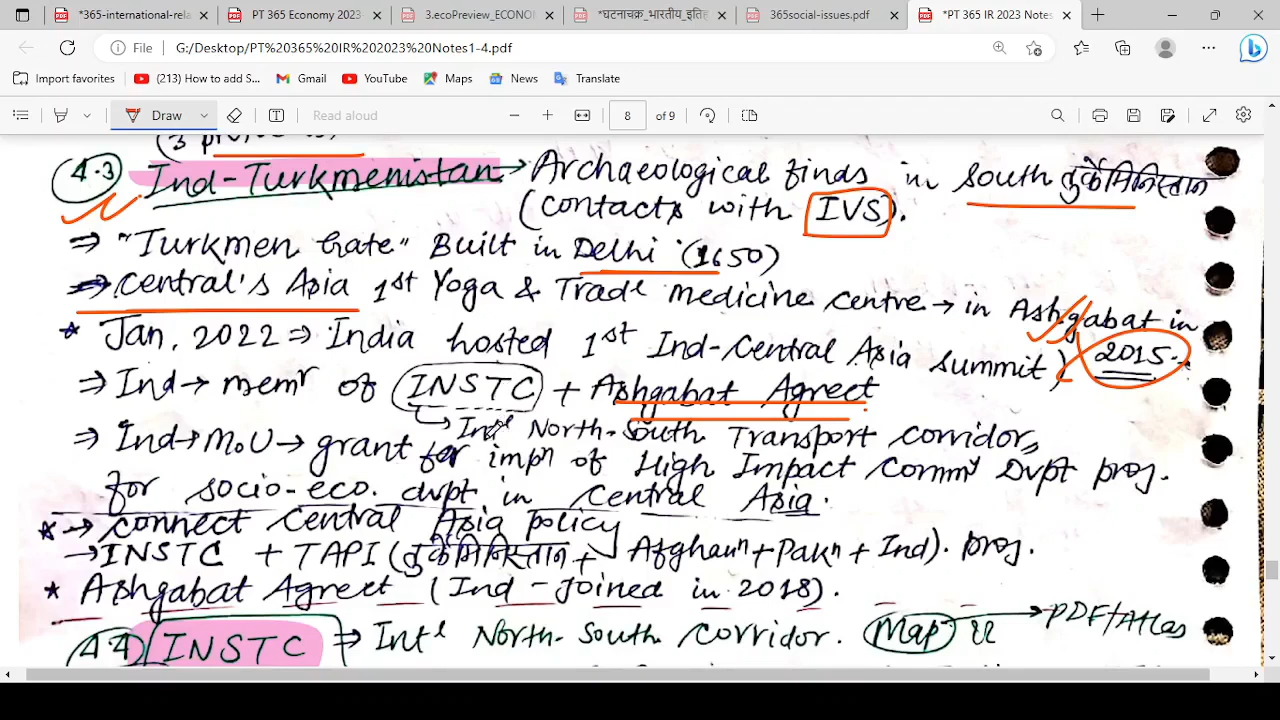 *365-international-rela
PT 365 Economy 2023
3.ecoPreview_ECONO
*घटनाचक्र_भारतीय_इतिह
365social-issues.pdf
*PT 365 IR 2023 Notes
File G:/Desktop/PT%20365%20IR%202023%20Notes1-4.pdf
Import favorites (213) How to add S... Gmail YouTube Maps News Translate
Draw Read aloud 8 of 9
(3
4.3 Ind-Turkmenistan → Archaeological finds in South तुर्कमेनिस्तान
(contacts with IVS).
⇒ "Turkmen Gate" Built in Delhi (1650)
⇒ Central's Asia 1st Yoga & Trade Medicine centre → in Ashgabat in
2015.
* Jan, 2022 ⇒ India hosted 1st Ind-Central Asia Summit)
⇒ Ind → memr of INSTC + Ashgabat Agreet
↳ Intl North-South Transport corridor,
⇒ Ind → MoU → grant for impn of High Impact Commy Dvpt proj.
for socio-eco. dvpt in Central Asia.
* → connect Central Asia policy
→ INSTC + TAPI (तुर्कमेनिस्तान + Afghann + Pakn + Ind). proj.
* Ashgabat Agreet (Ind - Joined in 2018).
4.4 INSTC ⇒ Intl North-South corridor. Map → PDF/Atlas